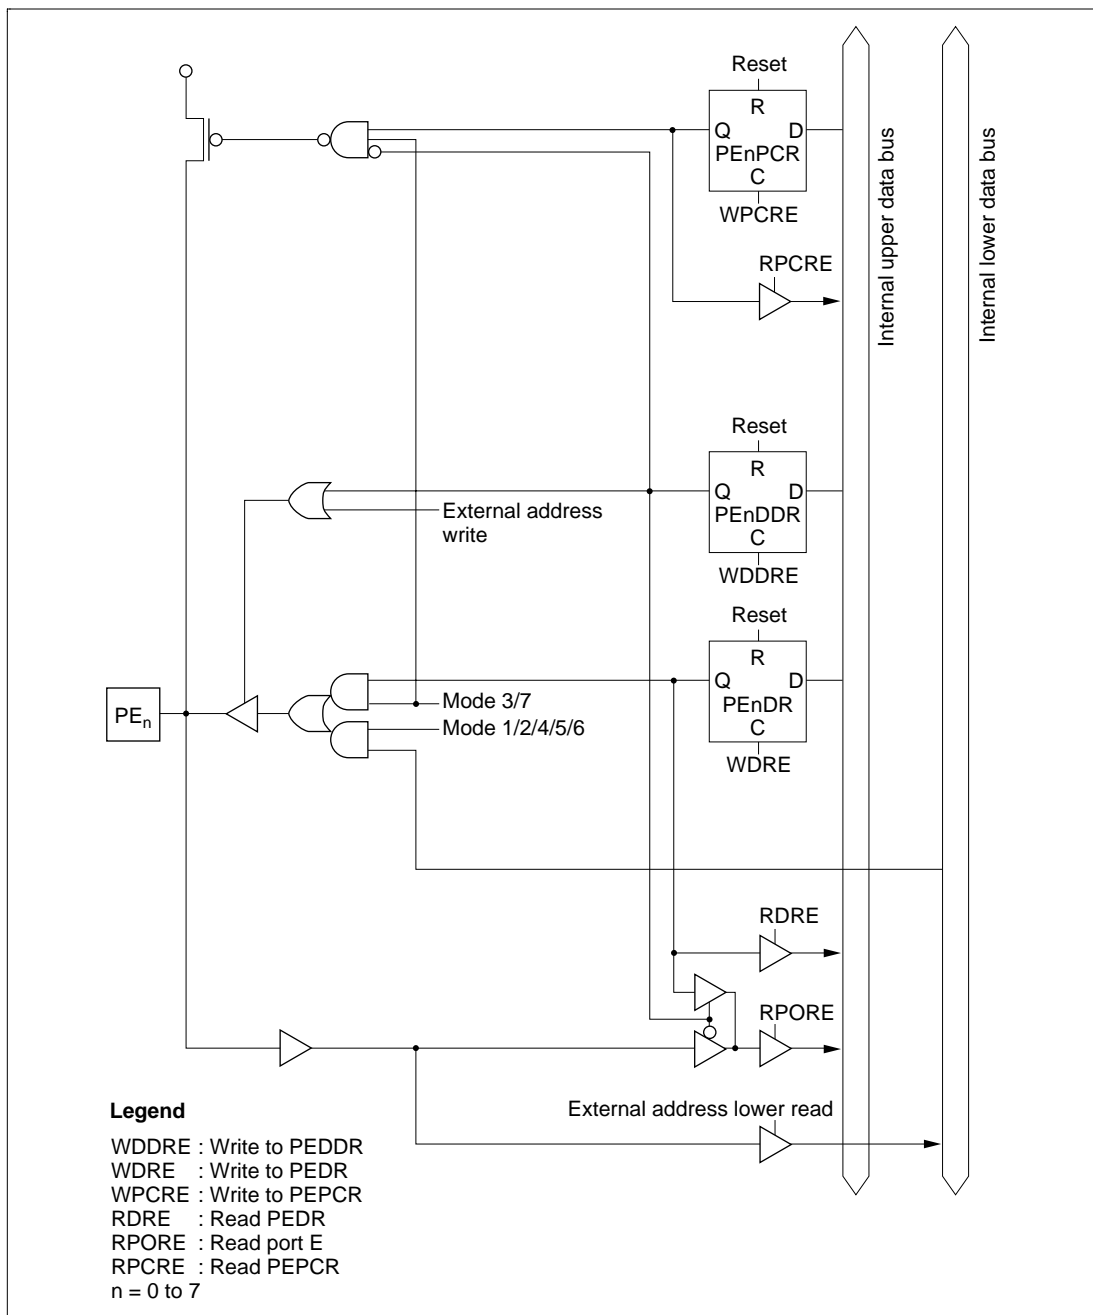 Reset
R
Q D
PEnPCR
C
WPCRE
RPCRE
Internal upper data bus
Internal lower data bus
Reset
R
Q D
PEnDDR
C
WDDRE
External address
write
Reset
R
Q D
PEnDR
C
WDRE
PEn
Mode 3/7
Mode 1/2/4/5/6
RDRE
RPORE
External address lower read
Legend
WDDRE : Write to PEDDR
WDRE : Write to PEDR
WPCRE : Write to PEPCR
RDRE : Read PEDR
RPORE : Read port E
RPCRE : Read PEPCR
n = 0 to 7